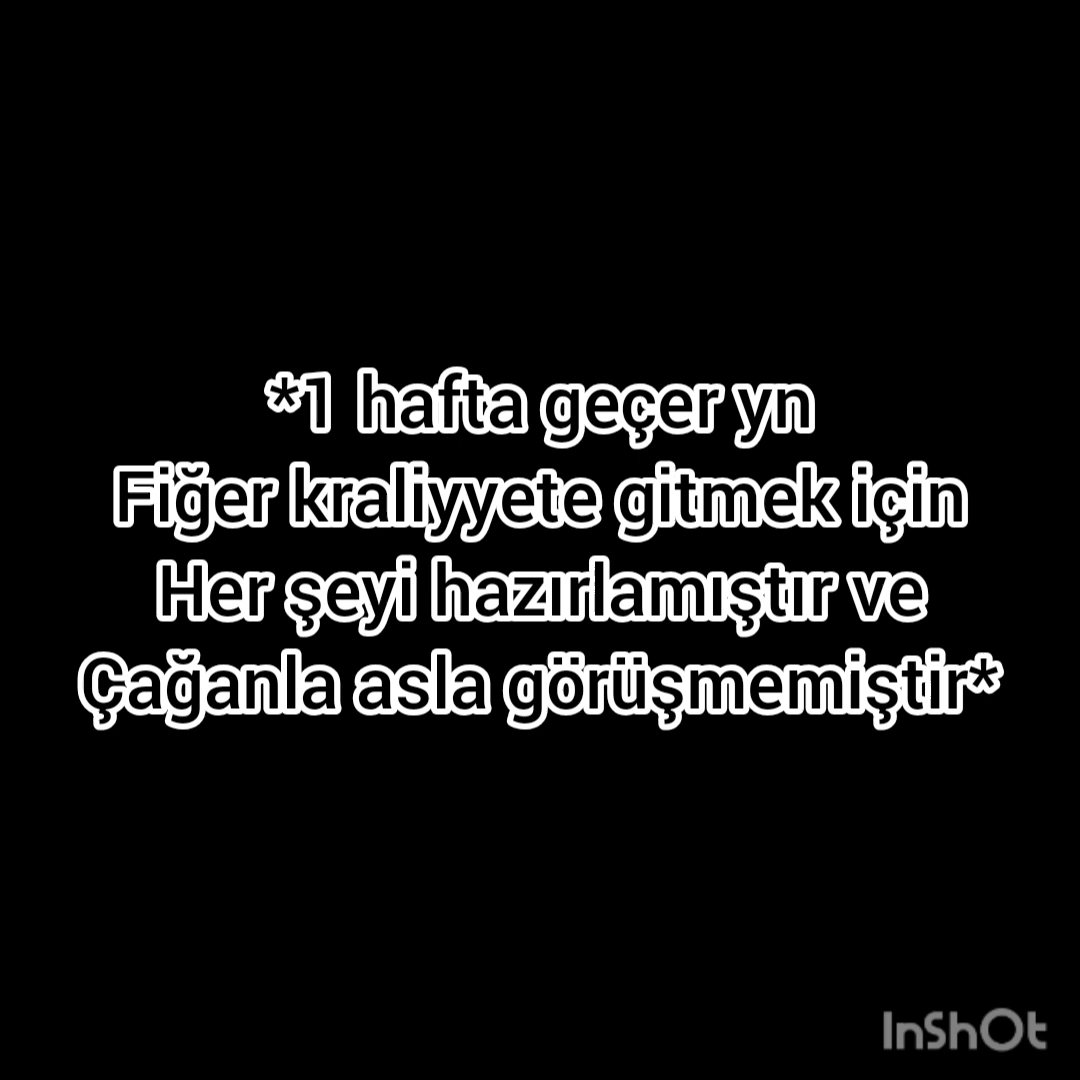 *1 hafta geçer yn
Fiğer kraliyyete gitmek için
Her şeyi hazırlamıştır ve
Çağanla asla görüşmemiştir*
InShOt